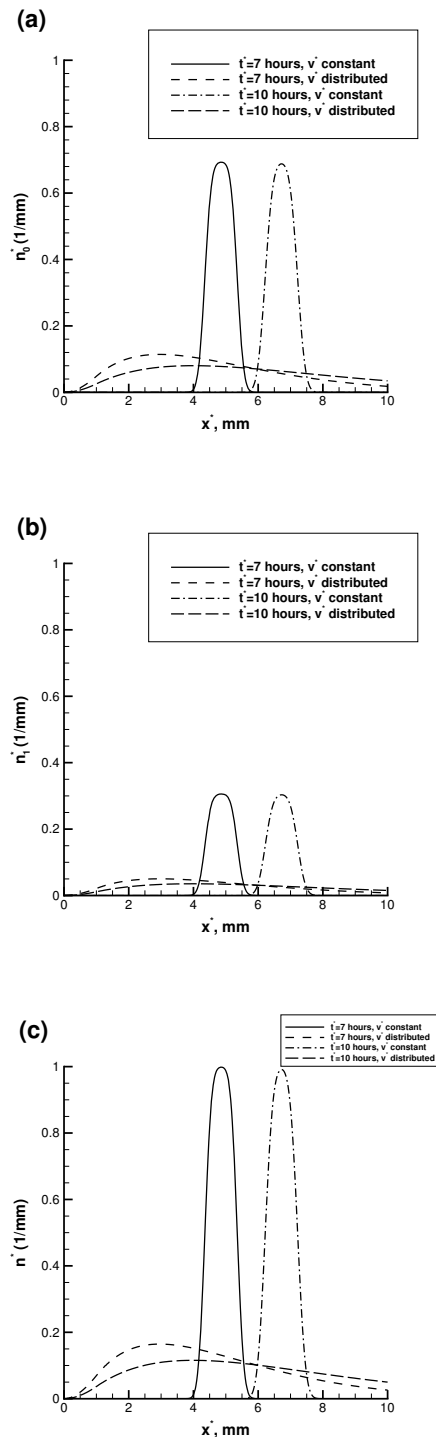 (a)
t*=7 hours, v* constant
t*=7 hours, v* distributed
t*=10 hours, v* constant
t*=10 hours, v* distributed
1
0.8
0.6
0.4
0.2
0
n*0 (1/mm)
0 2 4 6 8 10
x*, mm
(b)
t*=7 hours, v* constant
t*=7 hours, v* distributed
t*=10 hours, v* constant
t*=10 hours, v* distributed
1
0.8
0.6
0.4
0.2
0
n*1 (1/mm)
0 2 4 6 8 10
x*, mm
(c)
t*=7 hours, v* constant
t*=7 hours, v* distributed
t*=10 hours, v* constant
t*=10 hours, v* distributed
1
0.8
0.6
0.4
0.2
0
n* (1/mm)
0 2 4 6 8 10
x*, mm